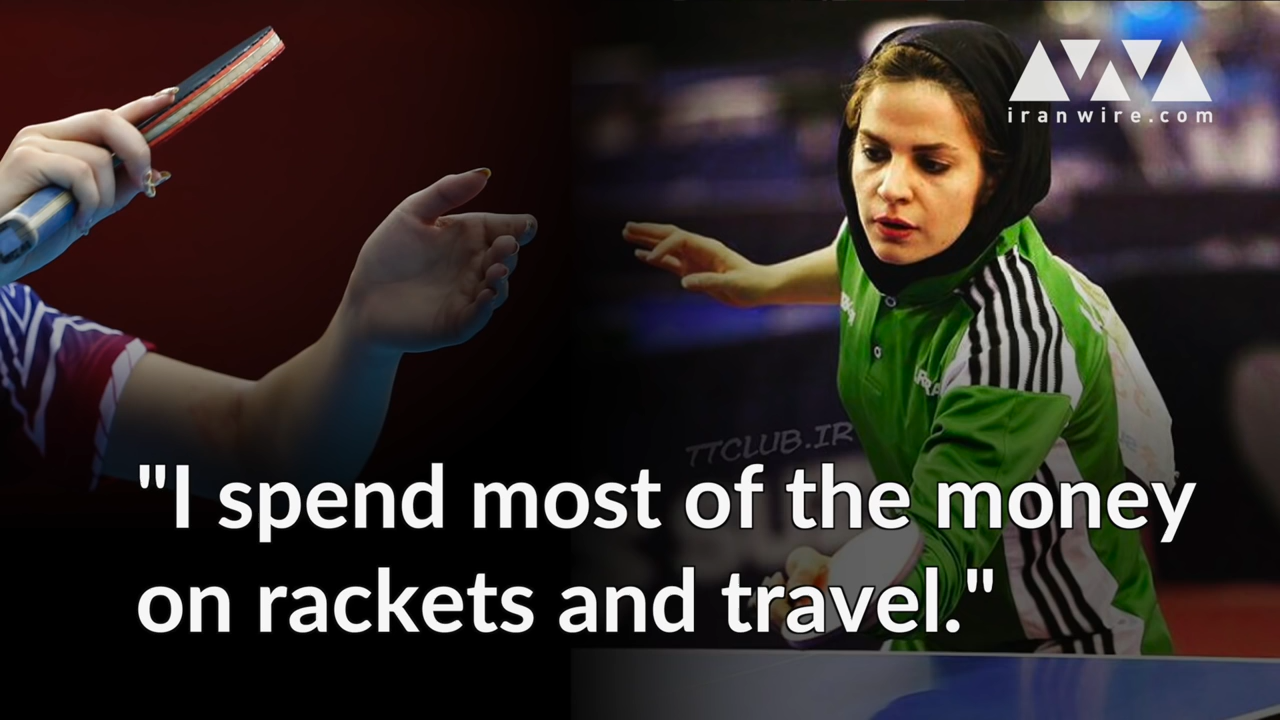 iranwire.com
TTCLUB.IR
"I spend most of the money
on rackets and travel."